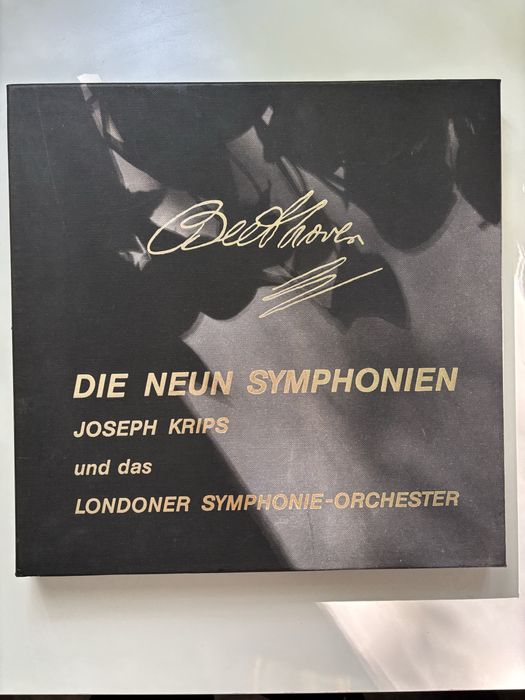 Beethoven
DIE NEUN SYMPHONIEN
JOSEPH KRIPS
und das
LONDONER SYMPHONIE-ORCHESTER